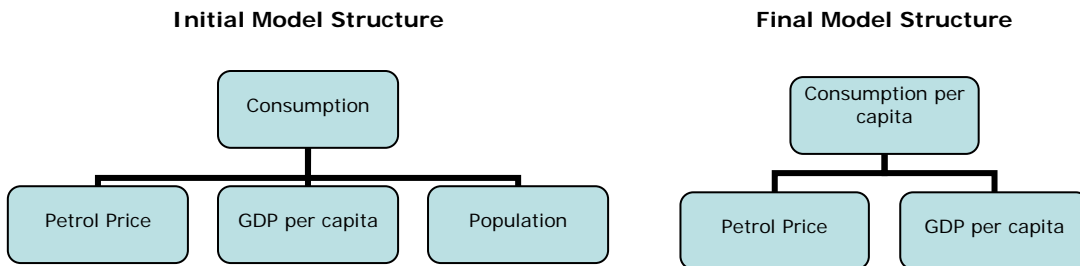 Initial Model Structure
Consumption
Petrol Price
GDP per capita
Population
Final Model Structure
Consumption per
capita
Petrol Price
GDP per capita